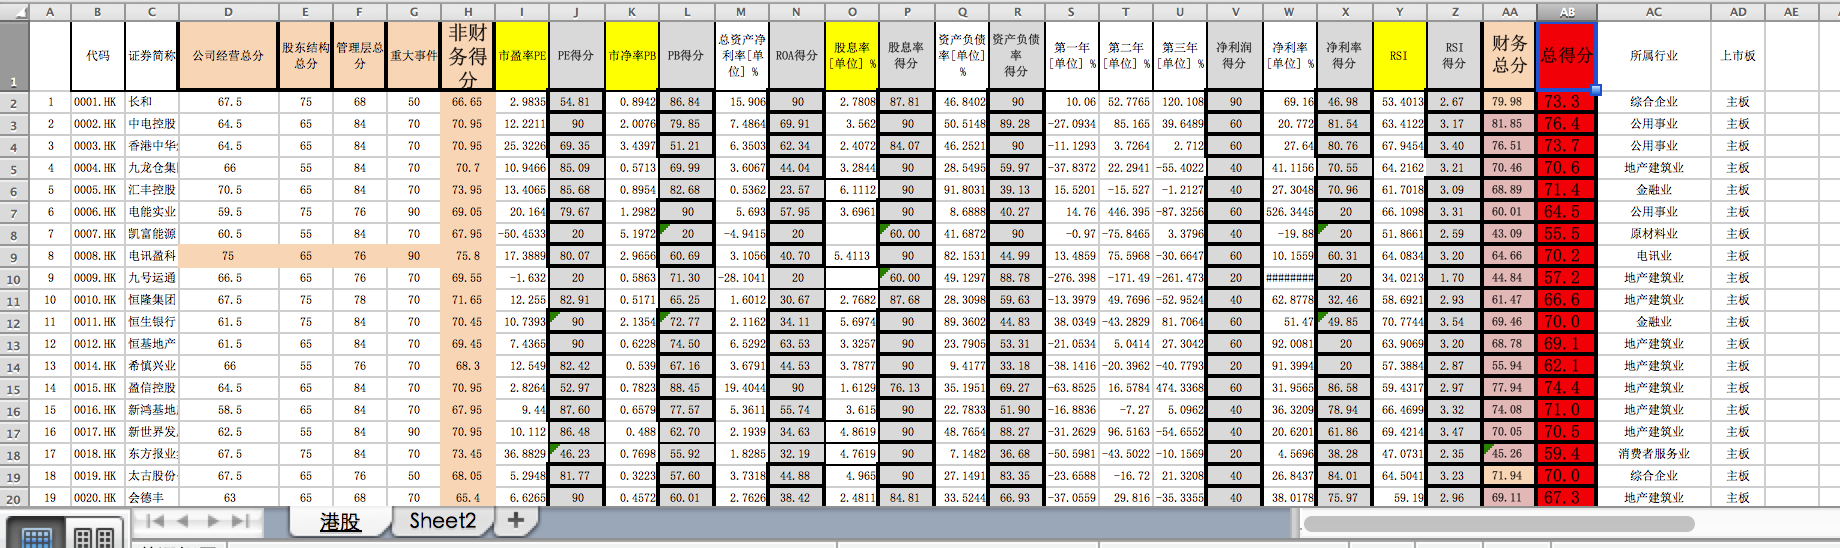 A B C D E F G H I J K L M N O P Q R S T U V W X Y Z AA AB AC AD AE
1 代码 证券简称 公司经营总分 股东结构总分 管理层总分 重大事件 非财务得分 市盈率PE PE得分 市净率PB PB得分 总资产净利率[单位] % ROA得分 股息率[单位] % 股息率得分 资产负债率[单位] % 资产负债率得分 第一年[单位] % 第二年[单位] % 第三年[单位] % 净利润得分 净利率[单位] % 净利率得分 RSI RSI得分 财务总分 总得分 所属行业 上市板
2 1 0001.HK 长和 67.5 75 68 50 66.65 2.9835 54.81 0.8942 86.84 15.906 90 2.7808 87.81 46.8402 90 10.06 52.7765 120.108 90 69.16 46.98 53.4013 2.67 79.98 73.3 综合企业 主板
3 2 0002.HK 中电控股 64.5 65 84 70 70.95 12.2211 90 2.0076 79.85 7.4864 69.91 3.562 90 50.5148 89.28 -27.0934 85.165 39.6489 60 20.772 81.54 63.4122 3.17 81.85 76.4 公用事业 主板
4 3 0003.HK 香港中华 64.5 65 84 70 70.95 25.3226 69.35 3.4397 51.21 6.3503 62.34 2.4072 84.07 46.2521 90 -11.1293 3.7264 2.712 60 27.64 80.76 67.9454 3.40 76.51 73.7 公用事业 主板
5 4 0004.HK 九龙仓集 66 55 84 70 70.7 10.9466 85.09 0.5713 69.99 3.6067 44.04 3.2844 90 28.5495 59.97 -37.8372 22.2941 -55.4022 40 41.1156 70.55 64.2162 3.21 70.46 70.6 地产建筑业 主板
6 5 0005.HK 汇丰控股 70.5 65 84 70 73.95 13.4065 85.68 0.8954 82.68 0.5362 23.57 6.1112 90 91.8031 39.13 15.5201 -15.527 -1.2127 40 27.3048 70.96 61.7018 3.09 68.89 71.4 金融业 主板
7 6 0006.HK 电能实业 59.5 75 76 90 69.05 20.164 79.67 1.2982 90 5.693 57.95 3.6961 90 8.6888 40.27 14.76 446.395 -87.3256 60 526.3445 20 66.1098 3.31 60.01 64.5 公用事业 主板
8 7 0007.HK 凯富能源 60.5 55 84 70 67.95 -50.4533 20 5.1972 20 -4.9415 20 60.00 41.6872 90 -0.97 -75.8465 3.3796 40 -19.88 20 51.8661 2.59 43.09 55.5 原材料业 主板
9 8 0008.HK 电讯盈科 75 65 76 90 75.8 17.3889 80.07 2.9656 60.69 3.1056 40.70 5.4113 90 82.1531 44.99 13.4859 75.5968 -30.6647 60 10.1559 60.31 64.0834 3.20 64.66 70.2 电讯业 主板
10 9 0009.HK 九号运通 66.5 65 76 70 69.55 -1.632 20 0.5863 71.30 -28.1041 20 60.00 49.1297 88.78 -276.398 -171.49 -261.473 20 ######## 20 34.0213 1.70 44.84 57.2 地产建筑业 主板
11 10 0010.HK 恒隆集团 67.5 75 78 70 71.65 12.255 82.91 0.5171 65.25 1.6012 30.67 2.7682 87.68 28.3098 59.63 -13.3979 49.7696 -52.9524 40 62.8778 32.46 58.6921 2.93 61.47 66.6 地产建筑业 主板
12 11 0011.HK 恒生银行 61.5 75 84 70 70.45 10.7393 90 2.1354 72.77 2.1162 34.11 5.6974 90 89.3602 44.83 38.0349 -43.2829 81.7064 60 51.47 49.85 70.7744 3.54 69.46 70.0 金融业 主板
13 12 0012.HK 恒基地产 61.5 65 84 70 69.45 7.4365 90 0.6228 74.50 6.5292 63.53 3.3257 90 23.7905 53.31 -21.0534 5.0414 27.3042 60 92.0081 20 63.9069 3.20 68.78 69.1 地产建筑业 主板
14 13 0014.HK 希慎兴业 66 55 76 70 68.3 12.549 82.42 0.539 67.16 3.6791 44.53 3.7877 90 9.4177 33.18 -38.1416 -20.3962 -40.7793 20 91.3994 20 57.3884 2.87 55.94 62.1 地产建筑业 主板
15 14 0015.HK 盈信控股 64.5 65 84 70 70.95 2.8264 52.97 0.7823 88.45 19.4044 90 1.6129 76.13 35.1951 69.27 -63.8525 16.5784 474.3368 60 31.9565 86.58 59.4317 2.97 77.94 74.4 地产建筑业 主板
16 15 0016.HK 新鸿基地 58.5 65 84 70 67.95 9.44 87.60 0.6579 77.57 5.3611 55.74 3.615 90 22.7833 51.90 -16.8836 -7.27 5.0962 40 36.3209 78.94 66.4699 3.32 74.08 71.0 地产建筑业 主板
17 16 0017.HK 新世界发 62.5 55 84 90 70.95 10.112 86.48 0.488 62.70 2.1939 34.63 4.8619 90 48.7654 88.27 -31.2629 96.5163 -54.6552 40 20.6201 61.86 69.4214 3.47 70.05 70.5 地产建筑业 主板
18 17 0018.HK 东方报业 67.5 75 84 70 73.45 36.8829 46.23 0.7698 55.92 1.8285 32.19 4.7619 90 7.1482 36.68 -50.5981 -43.5022 -10.1569 20 4.5696 38.28 47.0731 2.35 45.26 59.4 消费者服务业 主板
19 18 0019.HK 太古股份 67.5 65 76 50 68.05 5.2948 81.77 0.3223 57.60 3.7318 44.88 4.965 90 27.1491 83.35 -23.6588 -16.72 21.3208 40 26.8437 84.01 64.5041 3.23 71.94 70.0 综合企业 主板
20 19 0020.HK 会德丰 63 65 68 70 65.4 6.6265 90 0.4572 60.01 2.7626 38.42 2.4811 84.81 33.5244 66.93 -37.0559 29.816 -35.3355 40 38.0178 75.97 59.19 2.96 69.11 67.3 地产建筑业 主板
港股 Sheet2 +